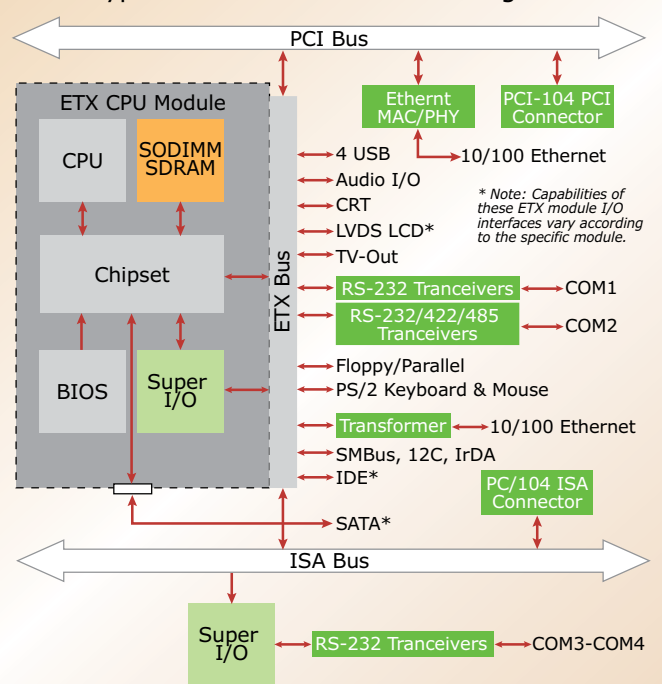 PCI Bus
ETX CPU Module
Ethernt
MAC/PHY
PCI-104 PCI
Connector
CPU
SODIMM
SDRAM
4 USB
10/100 Ethernet
Audio I/O
CRT
LVDS LCD*
TV-Out
* Note: Capabilities of
these ETX module I/O
interfaces vary according
to the specific module.
Chipset
ETX Bus
RS-232 Tranceivers
COM1
RS-232/422/485
Tranceivers
COM2
BIOS
Super
I/O
Floppy/Parallel
PS/2 Keyboard & Mouse
Transformer
10/100 Ethernet
SMBus, 12C, IrDA
IDE*
PC/104 ISA
Connector
SATA*
ISA Bus
Super
I/O
RS-232 Tranceivers
COM3-COM4